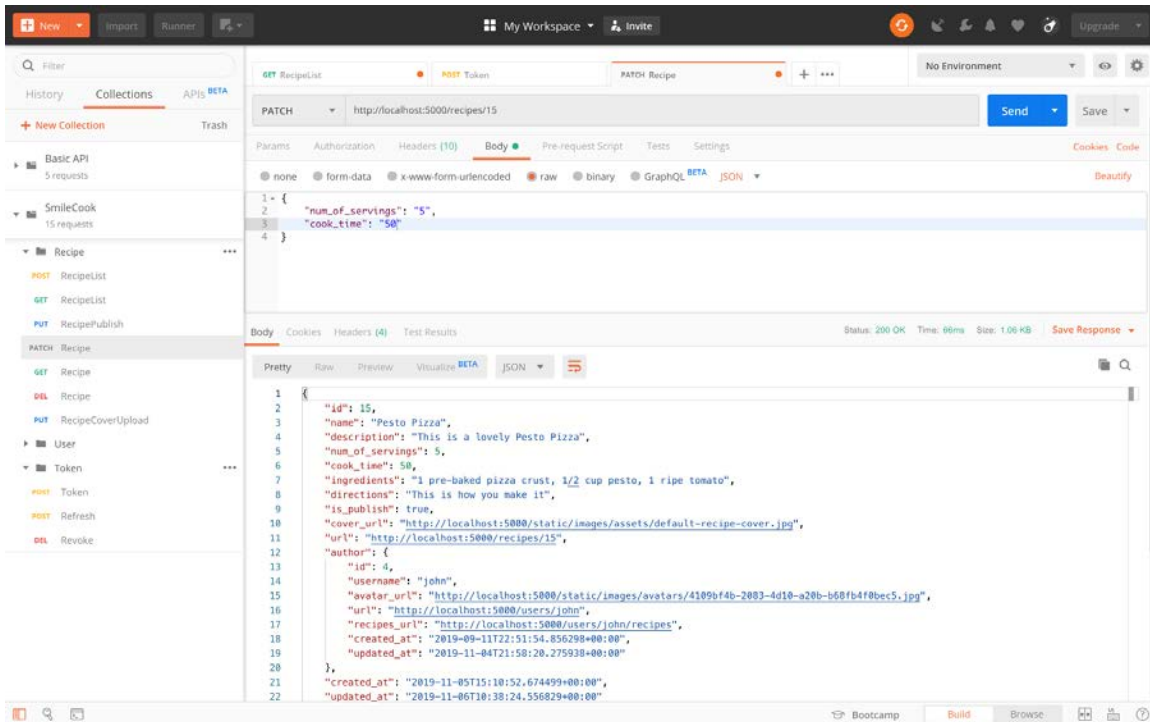 New Import Runner My Workspace Invite Upgrade
Filter
History Collections APIs BETA
+ New Collection Trash
Basic API
5 requests
SmileCook
15 requests
Recipe
POST RecipeList
GET RecipeList
PUT RecipePublish
PATCH Recipe
GET Recipe
DEL Recipe
PUT RecipeCoverUpload
User
Token
POST Token
POST Refresh
DEL Revoke
GET RecipeList POST Token PATCH Recipe + ••• No Environment
PATCH http://localhost:5000/recipes/15 Send Save
Params Authorization Headers (10) Body Pre-request Script Tests Settings Cookies Code
none form-data x-www-form-urlencoded raw binary GraphQL BETA JSON Beautify
1 {
2 "num_of_servings": "5",
3 "cook_time": "50"
4 }
Body Cookies Headers (4) Test Results Status: 200 OK Time: 66ms Size: 1.06 KB Save Response
Pretty Raw Preview Visualize BETA JSON
1 {
2 "id": 15,
3 "name": "Pesto Pizza",
4 "description": "This is a lovely Pesto Pizza",
5 "num_of_servings": 5,
6 "cook_time": 50,
7 "ingredients": "1 pre-baked pizza crust, 1/2 cup pesto, 1 ripe tomato",
8 "directions": "This is how you make it",
9 "is_publish": true,
10 "cover_url": "http://localhost:5000/static/images/assets/default-recipe-cover.jpg",
11 "url": "http://localhost:5000/recipes/15",
12 "author": {
13 "id": 4,
14 "username": "john",
15 "avatar_url": "http://localhost:5000/static/images/avatars/4109bf4b-2083-4d10-a20b-b68fb4f0bec5.jpg",
16 "url": "http://localhost:5000/users/john",
17 "recipes_url": "http://localhost:5000/users/john/recipes",
18 "created_at": "2019-09-11T22:51:54.856298+00:00",
19 "updated_at": "2019-11-04T21:58:20.275938+00:00"
20 },
21 "created_at": "2019-11-05T15:10:52.674499+00:00",
22 "updated_at": "2019-11-06T10:38:24.556829+00:00"
Bootcamp Build Browse